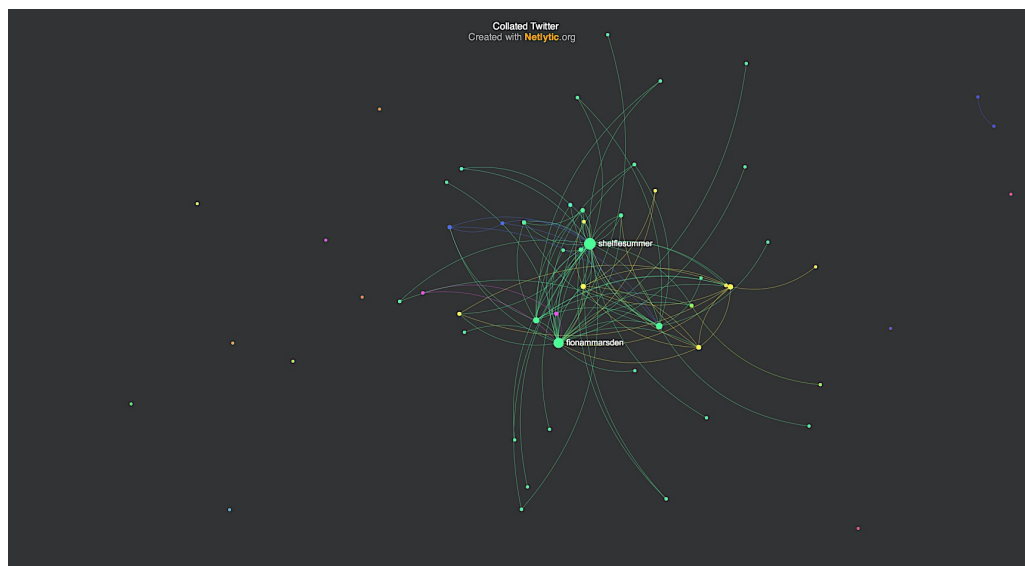 Collated Twitter
Created with Netlytic.org
shelfiesummer
fionammarsden